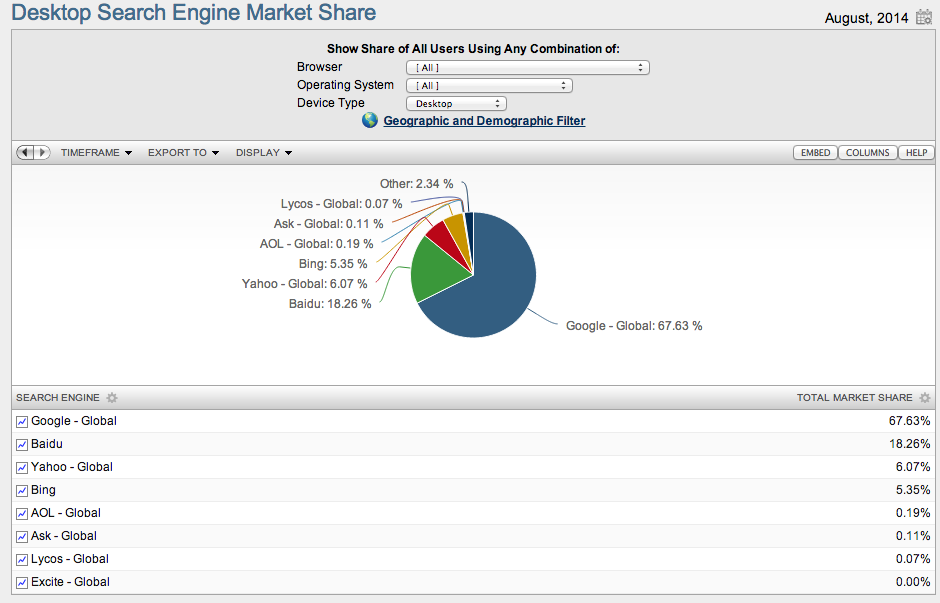 Desktop Search Engine Market Share
August, 2014
Show Share of All Users Using Any Combination of:
Browser [ All ]
Operating System [ All ]
Device Type Desktop
Geographic and Demographic Filter
TIMEFRAME EXPORT TO DISPLAY EMBED COLUMNS HELP
Other: 2.34 %
Lycos - Global: 0.07 %
Ask - Global: 0.11 %
AOL - Global: 0.19 %
Bing: 5.35 %
Yahoo - Global: 6.07 %
Baidu: 18.26 %
Google - Global: 67.63 %
SEARCH ENGINE TOTAL MARKET SHARE
Google - Global 67.63%
Baidu 18.26%
Yahoo - Global 6.07%
Bing 5.35%
AOL - Global 0.19%
Ask - Global 0.11%
Lycos - Global 0.07%
Excite - Global 0.00%